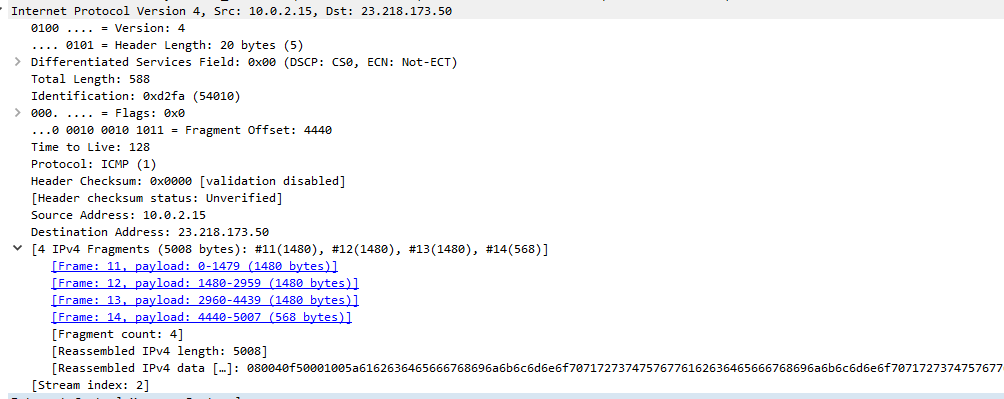 Internet Protocol Version 4, Src: 10.0.2.15, Dst: 23.218.173.50
0100 .... = Version: 4
.... 0101 = Header Length: 20 bytes (5)
Differentiated Services Field: 0x00 (DSCP: CS0, ECN: Not-ECT)
Total Length: 588
Identification: 0xd2fa (54010)
000. .... = Flags: 0x0
...0 0010 0010 1011 = Fragment Offset: 4440
Time to Live: 128
Protocol: ICMP (1)
Header Checksum: 0x0000 [validation disabled]
[Header checksum status: Unverified]
Source Address: 10.0.2.15
Destination Address: 23.218.173.50
[4 IPv4 Fragments (5008 bytes): #11(1480), #12(1480), #13(1480), #14(568)]
[Frame: 11, payload: 0-1479 (1480 bytes)]
[Frame: 12, payload: 1480-2959 (1480 bytes)]
[Frame: 13, payload: 2960-4439 (1480 bytes)]
[Frame: 14, payload: 4440-5007 (568 bytes)]
[Fragment count: 4]
[Reassembled IPv4 length: 5008]
[Reassembled IPv4 data […]: 080040f50001005a6162636465666768696a6b6c6d6e6f70717273747576776162636465666768696a6b6c6d6e6f70717273747576776
[Stream index: 2]